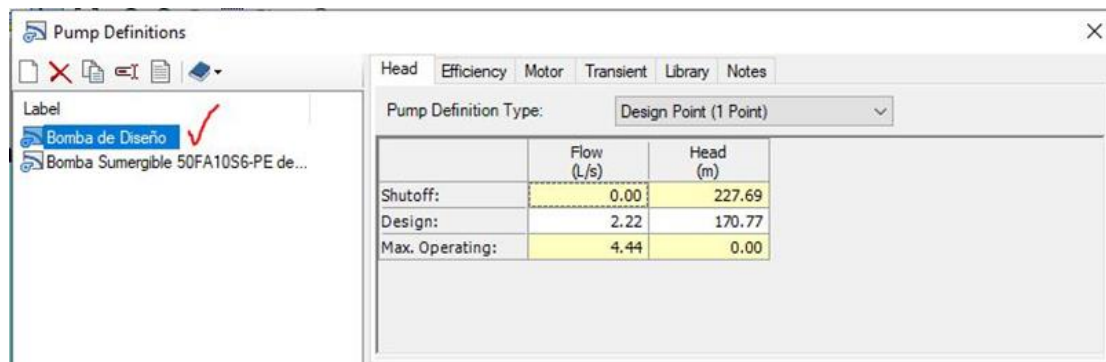 Pump Definitions
Label
Bomba de Diseño
Bomba Sumergible 50FA10S6-PE de...
Head Efficiency Motor Transient Library Notes
Pump Definition Type: Design Point (1 Point)
Flow (L/s) Head (m)
Shutoff: 0.00 227.69
Design: 2.22 170.77
Max. Operating: 4.44 0.00